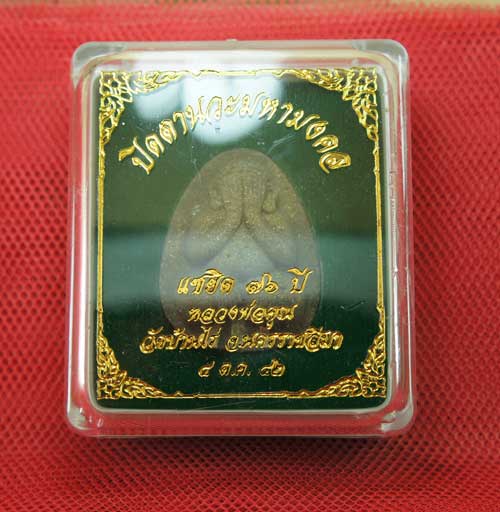 ปิดตานวะมหามงคล
แซยิด ๗๖ ปี
หลวงพ่อคูณ
วัดบ้านไร่ จ.นครราชสีมา
๔ ต.ค. ๔๒